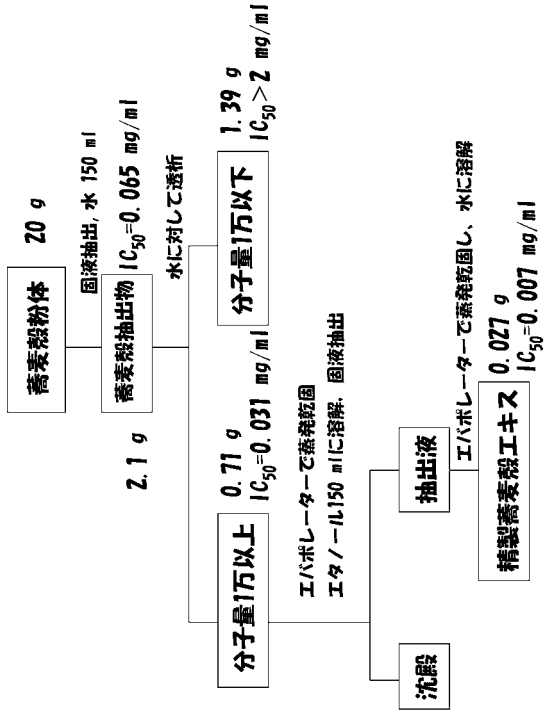 蕎麦殻粉体
20 g
固液抽出, 水 150 ml
蕎麦殻抽出物
2.1 g
IC50=0.065 mg/ml
水に対して透析
分子量1万以上
0.71 g
IC50=0.031 mg/ml
分子量1万以下
1.39 g
IC50>2 mg/ml
エバポレーターで蒸発乾固
エタノール150 mlに溶解, 固液抽出
沈殿
抽出液
エバポレーターで蒸発乾固し、水に溶解
精製蕎麦殻エキス
0.027 g
IC50=0.007 mg/ml